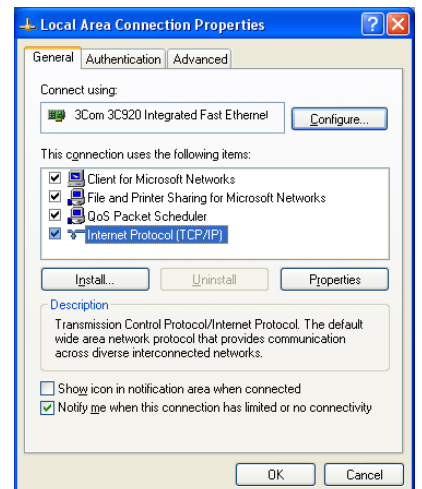 Local Area Connection Properties
General Authentication Advanced
Connect using:
3Com 3C920 Integrated Fast Ethernet
Configure...
This connection uses the following items:
Client for Microsoft Networks
File and Printer Sharing for Microsoft Networks
QoS Packet Scheduler
Internet Protocol (TCP/IP)
Install... Uninstall Properties
Description
Transmission Control Protocol/Internet Protocol. The default
wide area network protocol that provides communication
across diverse interconnected networks.
Show icon in notification area when connected
Notify me when this connection has limited or no connectivity
OK Cancel